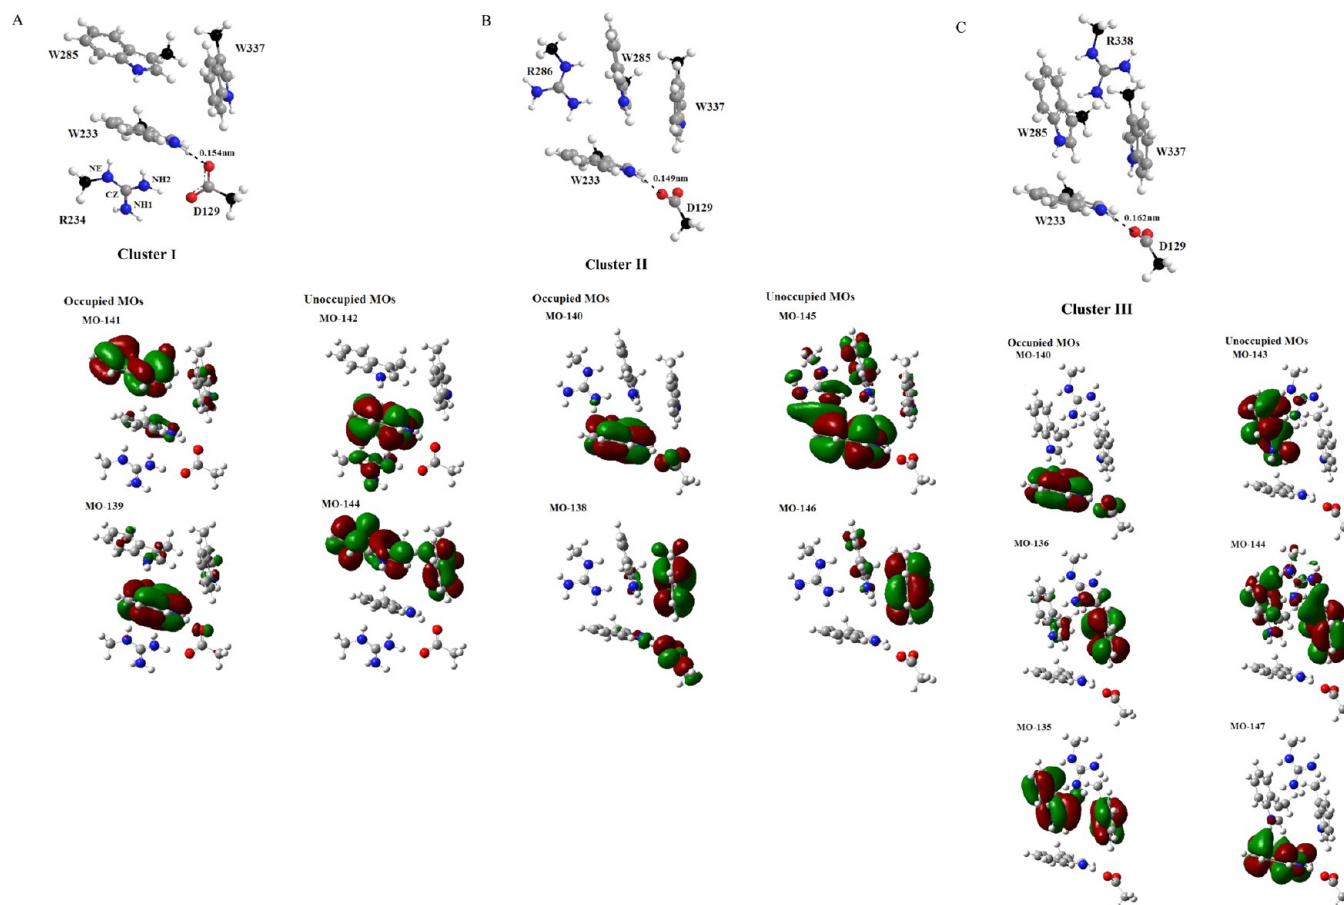 A
W285
W337
W233
0.154nm
NE
NH2
CZ
NH1
R234
D129
Cluster I
Occupied MOs
MO-141
MO-139
Unoccupied MOs
MO-142
MO-144
B
R286
W285
W337
W233
0.149nm
D129
Cluster II
Occupied MOs
MO-140
MO-138
Unoccupied MOs
MO-145
MO-146
C
R338
W285
W337
W233
0.162nm
D129
Cluster III
Occupied MOs
MO-140
MO-136
MO-135
Unoccupied MOs
MO-143
MO-144
MO-147